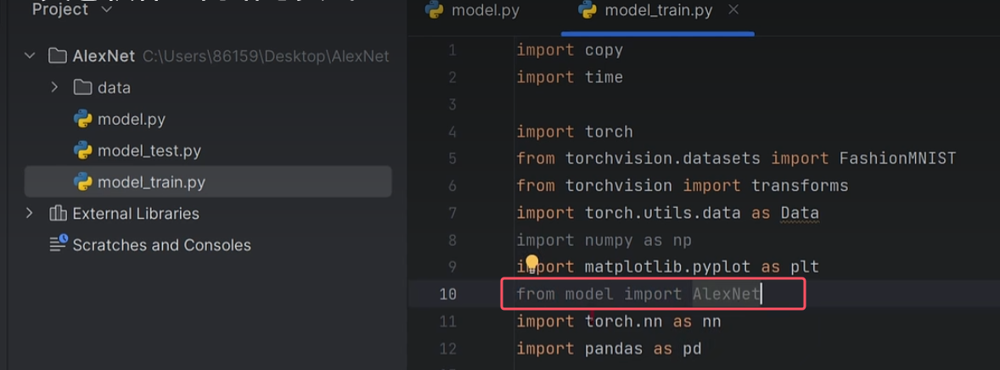 Project
AlexNet C:\Users\86159\Desktop\AlexNet
data
model.py
model_test.py
model_train.py
External Libraries
Scratches and Consoles
model.py
model_train.py
1 import copy
2 import time
3
4 import torch
5 from torchvision.datasets import FashionMNIST
6 from torchvision import transforms
7 import torch.utils.data as Data
8 import numpy as np
9 import matplotlib.pyplot as plt
10 from model import AlexNet
11 import torch.nn as nn
12 import pandas as pd